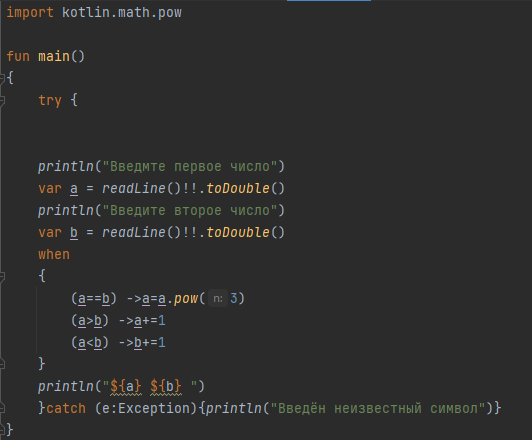 import kotlin.math.pow
fun main()
{
try {
println("Введмте первое число")
var a = readLine()!!.toDouble()
println("Введите второе число")
var b = readLine()!!.toDouble()
when
{
(a==b) ->a=a.pow( n: 3)
(a>b) ->a+=1
(a<b) ->b+=1
}
println("${a} ${b} ")
}catch (e:Exception){println("Введён неизвестный символ")}
}